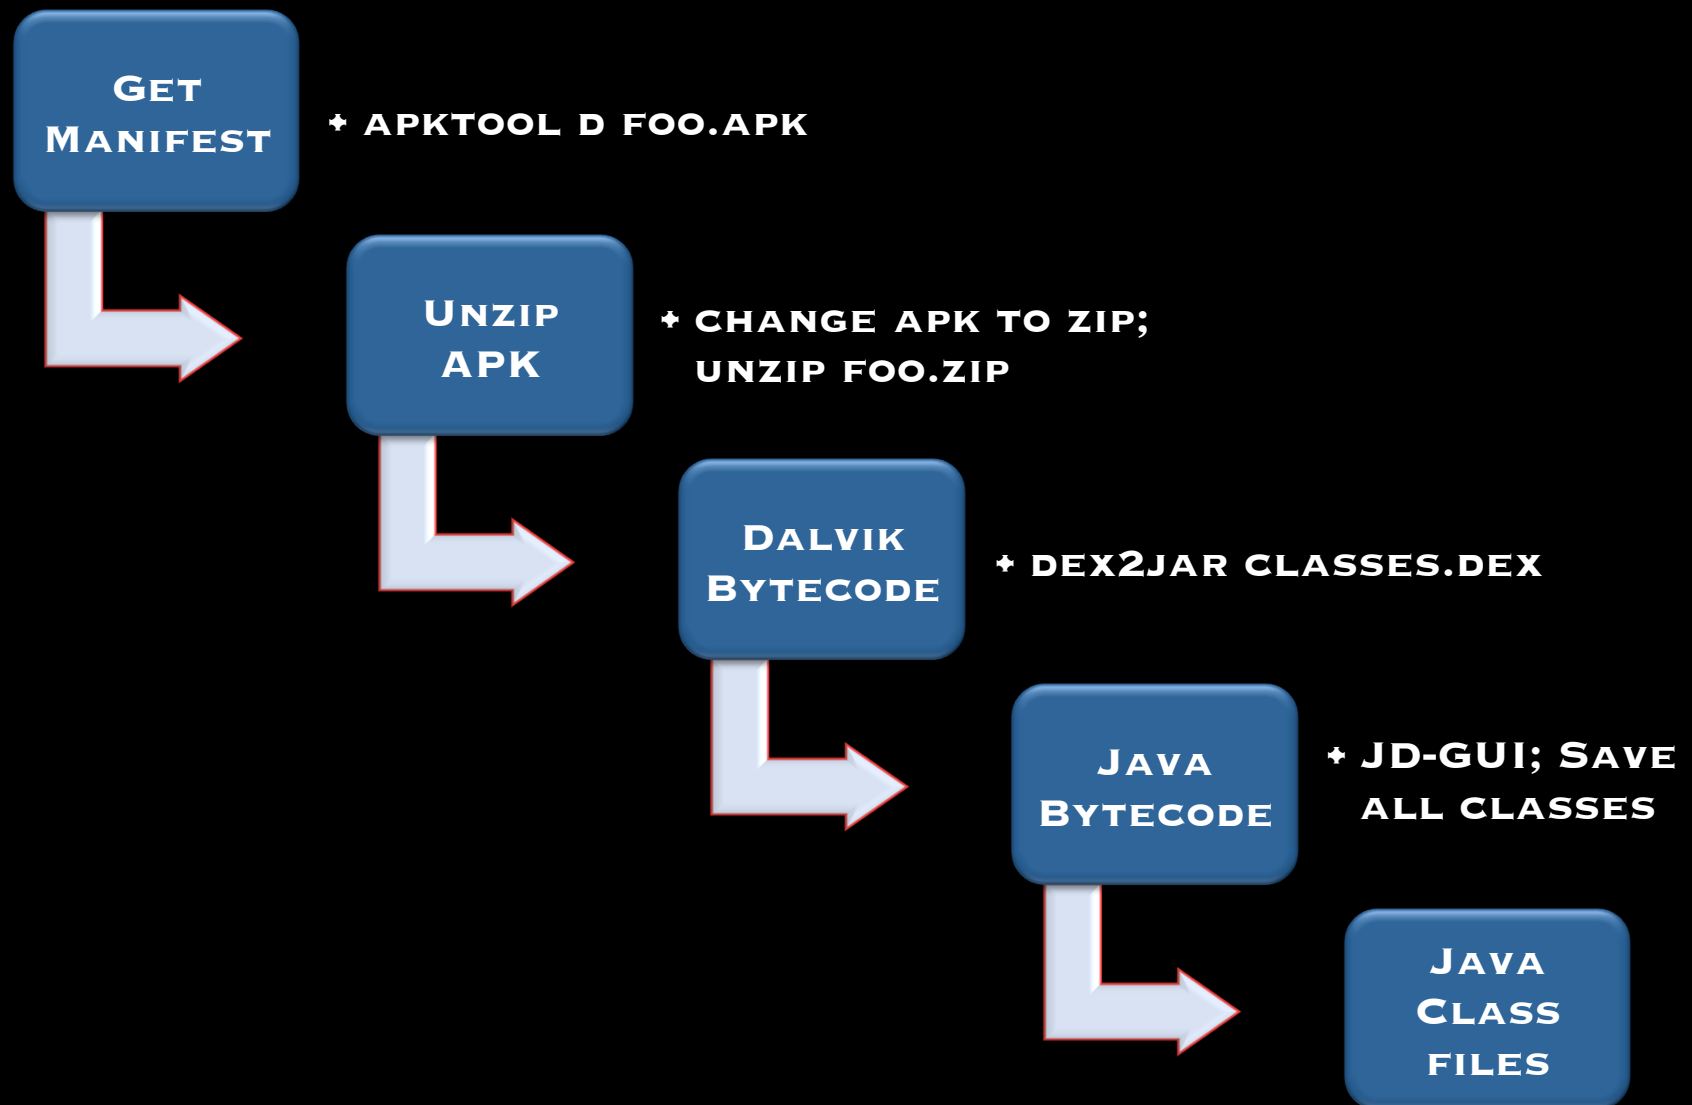 Get
Manifest
apktool d foo.apk
Unzip
APK
change apk to zip;
unzip foo.zip
Dalvik
Bytecode
dex2jar classes.dex
Java
Bytecode
JD-GUI; Save
all classes
Java
Class
files